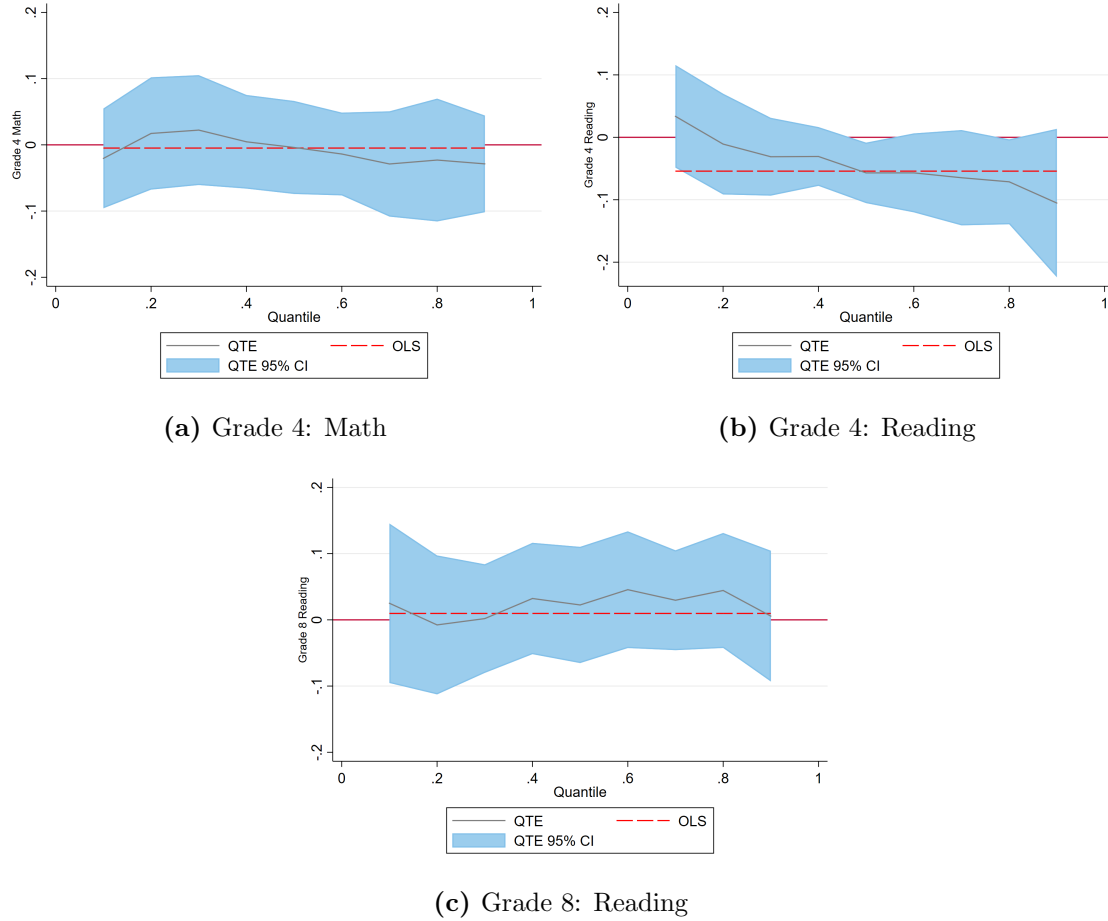 .2
.1
0
-.1
-.2
Grade 4 Math
0 .2 .4 .6 .8 1
Quantile
QTE OLS
QTE 95% CI
(a) Grade 4: Math
.2
.1
0
-.1
-.2
Grade 4 Reading
0 .2 .4 .6 .8 1
Quantile
QTE OLS
QTE 95% CI
(b) Grade 4: Reading
.2
.1
0
-.1
-.2
Grade 8 Reading
0 .2 .4 .6 .8 1
Quantile
QTE OLS
QTE 95% CI
(c) Grade 8: Reading